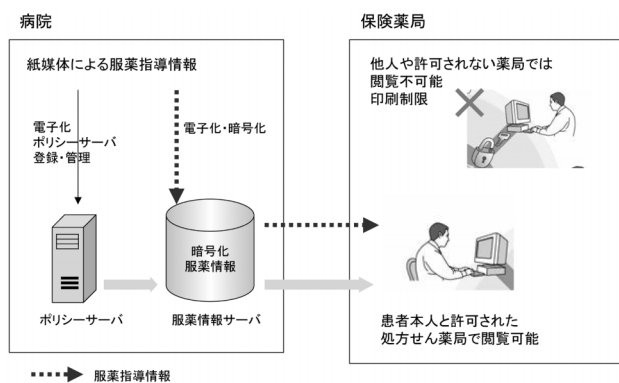 病院
紙媒体による服薬指導情報
電子化
ポリシーサーバ
登録・管理
電子化・暗号化
暗号化
服薬情報
ポリシーサーバ
服薬情報サーバ
服薬指導情報
保険薬局
他人や許可されない薬局では
閲覧不可能
印刷制限
患者本人と許可された
処方せん薬局で閲覧可能